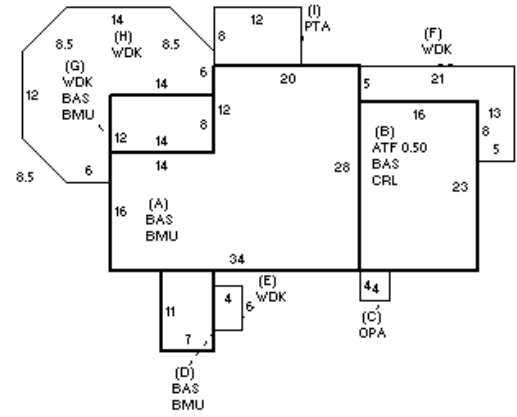 14
(H)
WDK
8.5
8.5
(G)
WDK
BAS
BMU
12
14
12
14
8
6
12
14
6
8.5
16
(A)
BAS
BMU
34
12
8
(I)
PTA
20
28
(F)
WDK
21
5
16
13
8
5
(B)
ATF 0.50
BAS
CRL
23
4
4
(C)
OPA
(E)
WDK
4
6
11
7
(D)
BAS
BMU